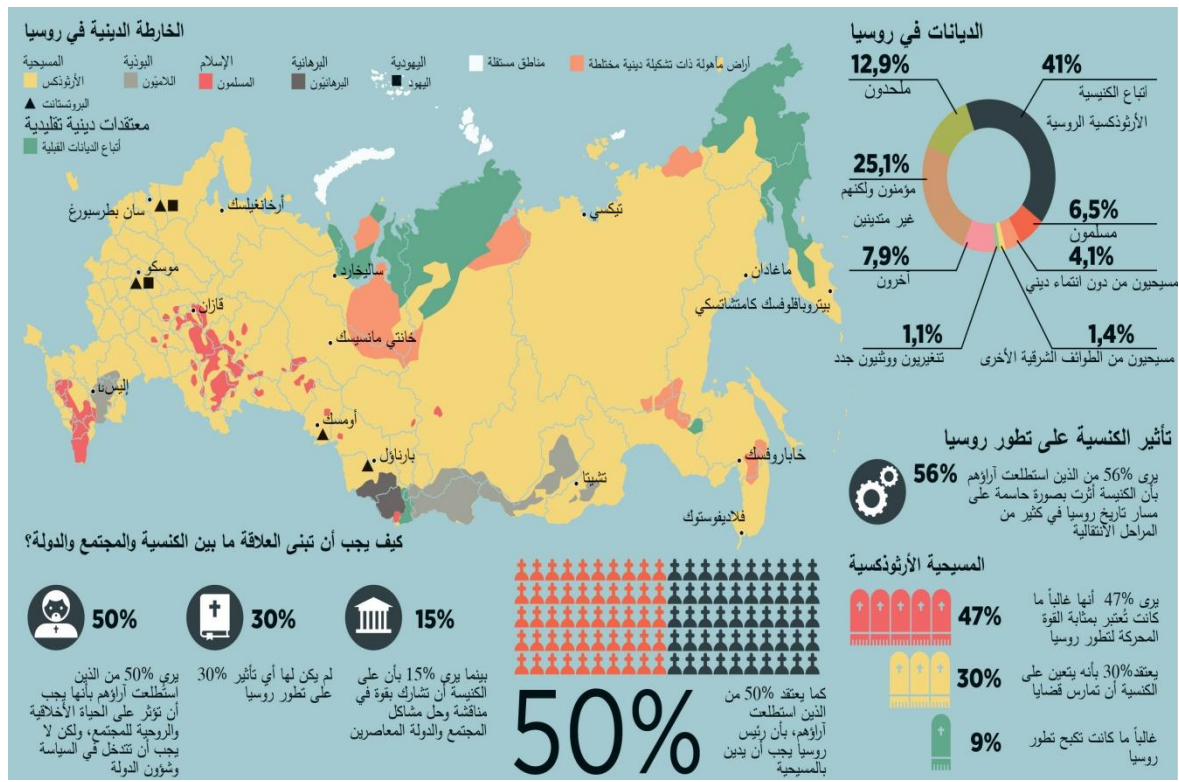 الخارطة الدينية في روسيا
المسيحية
الأرثوذكس
البروتستانت
البوذية
اللاميّون
الإسلام
المسلمون
البرهانية
البرهانيّون
اليهودية
اليهود
مناطق مستقلة
أراض مأهولة ذات تشكيلة دينية مختلطة
معتقدات دينية تقليدية
أتباع الديانات القبلية
سان بطرسبورغ
أرخانغيلسك
موسكو
قازان
إليستا
ساليخارد
خانتي مانسيسك
أومسك
بارناؤل
تيكسي
تشيتا
ماغادان
بيتروبافلوفسك كامتشاتسكي
خاباروفسك
فلاديفوستوك
الديانات في روسيا
41%
أتباع الكنيسية
الأرثوذكسية الروسية
12,9%
ملحدون
25,1%
مؤمنون ولكنهم
غير متدينين
6,5%
مسلمون
4,1%
مسيحيون من دون انتماء ديني
7,9%
آخرون
1,4%
مسيحيون من الطوائف الشرقية الأخرى
1,1%
تنغيريون ووثنيون جدد
تأثير الكنسية على تطور روسيا
56%
يرى 56% من الذين استطلعت آراؤهم
بأن الكنيسة أثرت بصورة حاسمة على
مسار تاريخ روسيا في كثير من
المراحل الانتقالية
المسيحية الأرثوذكسية
47%
يرى 47% أنها غالباً ما
كانت تُعتبر بمثابة القوة
المحركة لتطور روسيا
30%
يعتقد30% بأنه يتعين على
الكنسية أن تمارس قضايا
9%
غالباً ما كانت تكبح تطور
روسيا
كيف يجب أن تبنى العلاقة ما بين الكنسية والمجتمع والدولة؟
15%
بينما يرى 15% بأن على
الكنيسة أن تشارك بقوة في
مناقشة وحل مشاكل
المجتمع والدولة المعاصرين
30%
لم يكن لها أي تأثير 30%
على تطور روسيا
50%
يرى 50% من الذين
استطلعت آراؤهم بأنها يجب
أن تؤثر على الحياة الأخلاقية
والروحية للمجتمع، ولكن لا
يجب أن تتدخل في السياسة
وشؤون الدولة
50%
كما يعتقد 50% من
الذين استطلعت
آراؤهم، بأن رئيس
روسيا يجب أن يدين
بالمسيحية